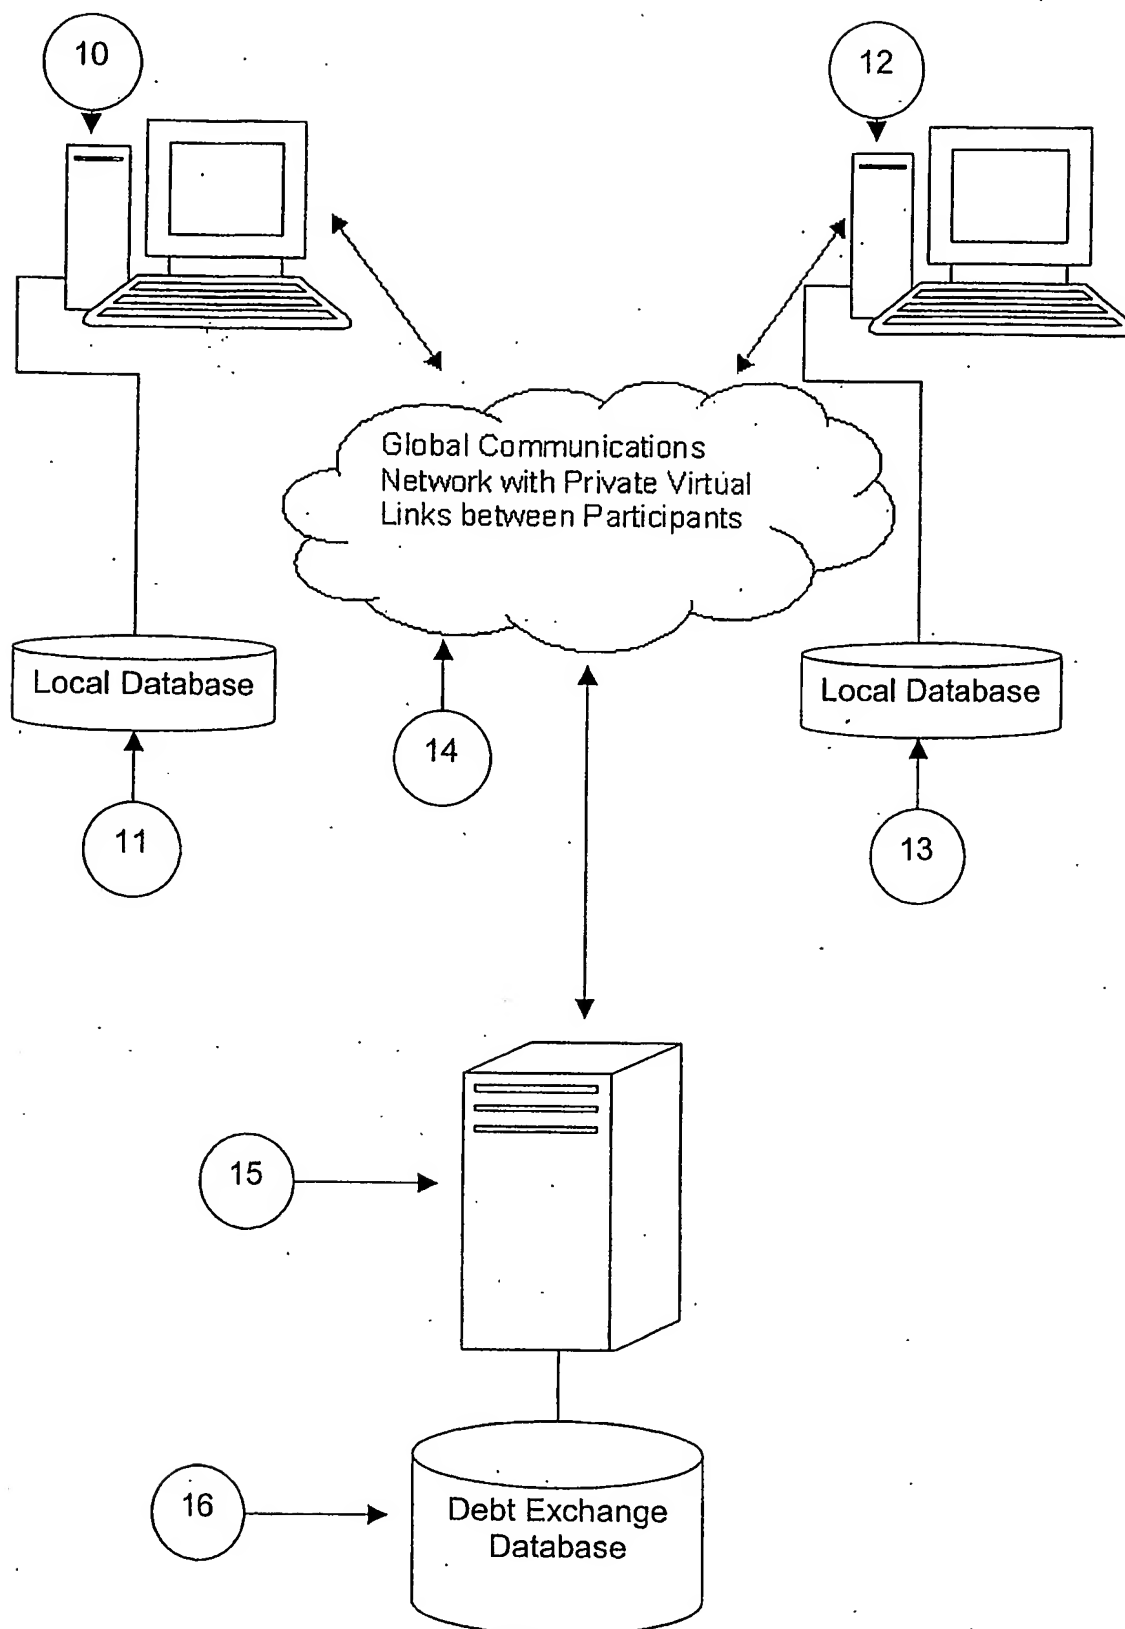 10
12
Global Communications
Network with Private Virtual
Links between Participants
Local Database
Local Database
14
11
13
15
16
Debt Exchange
Database